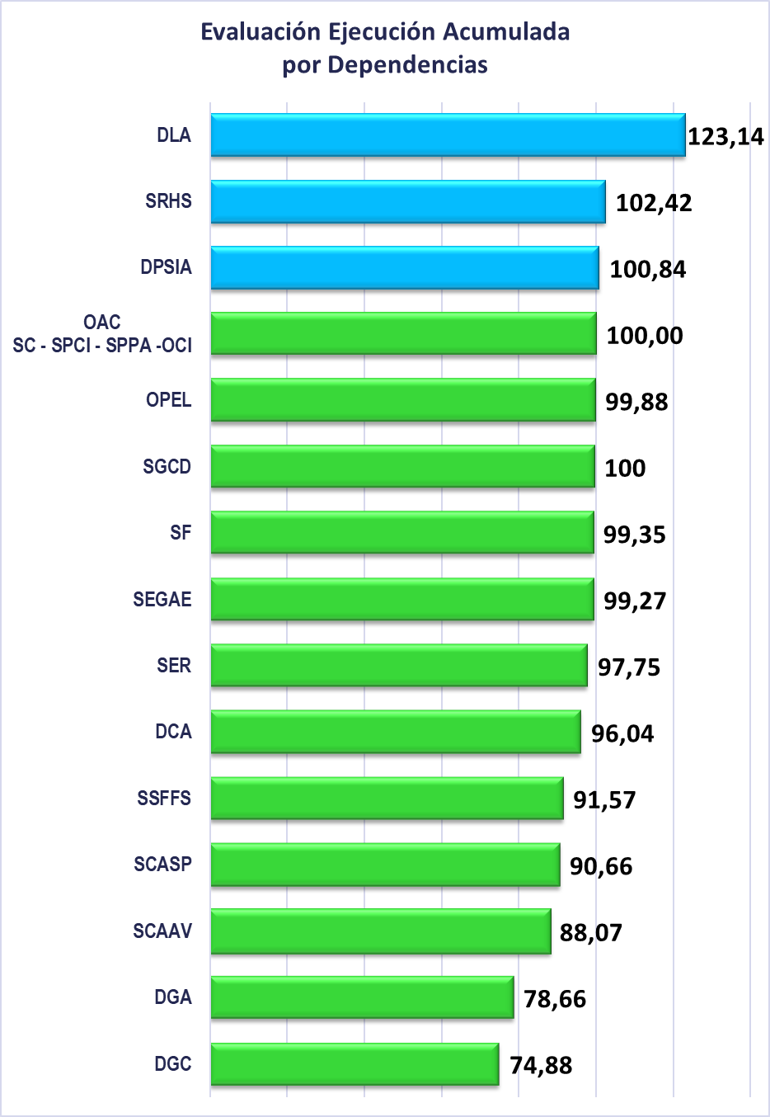 Evaluación Ejecución Acumulada
por Dependencias
DLA 123,14
SRHS 102,42
DPSIA 100,84
OAC
SC - SPCI - SPPA -OCI 100,00
OPEL 99,88
SGCD 100
SF 99,35
SEGAE 99,27
SER 97,75
DCA 96,04
SSFFS 91,57
SCASP 90,66
SCAAV 88,07
DGA 78,66
DGC 74,88